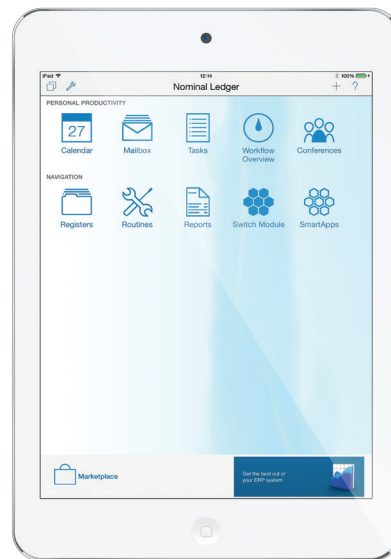 iPad 12:14 100%
Nominal Ledger + ?
PERSONAL PRODUCTIVITY
27
Calendar Mailbox Tasks Workflow Overview Conferences
NAVIGATION
Registers Routines Reports Switch Module SmartApps
Marketplace
Get the best out of
your ERP system